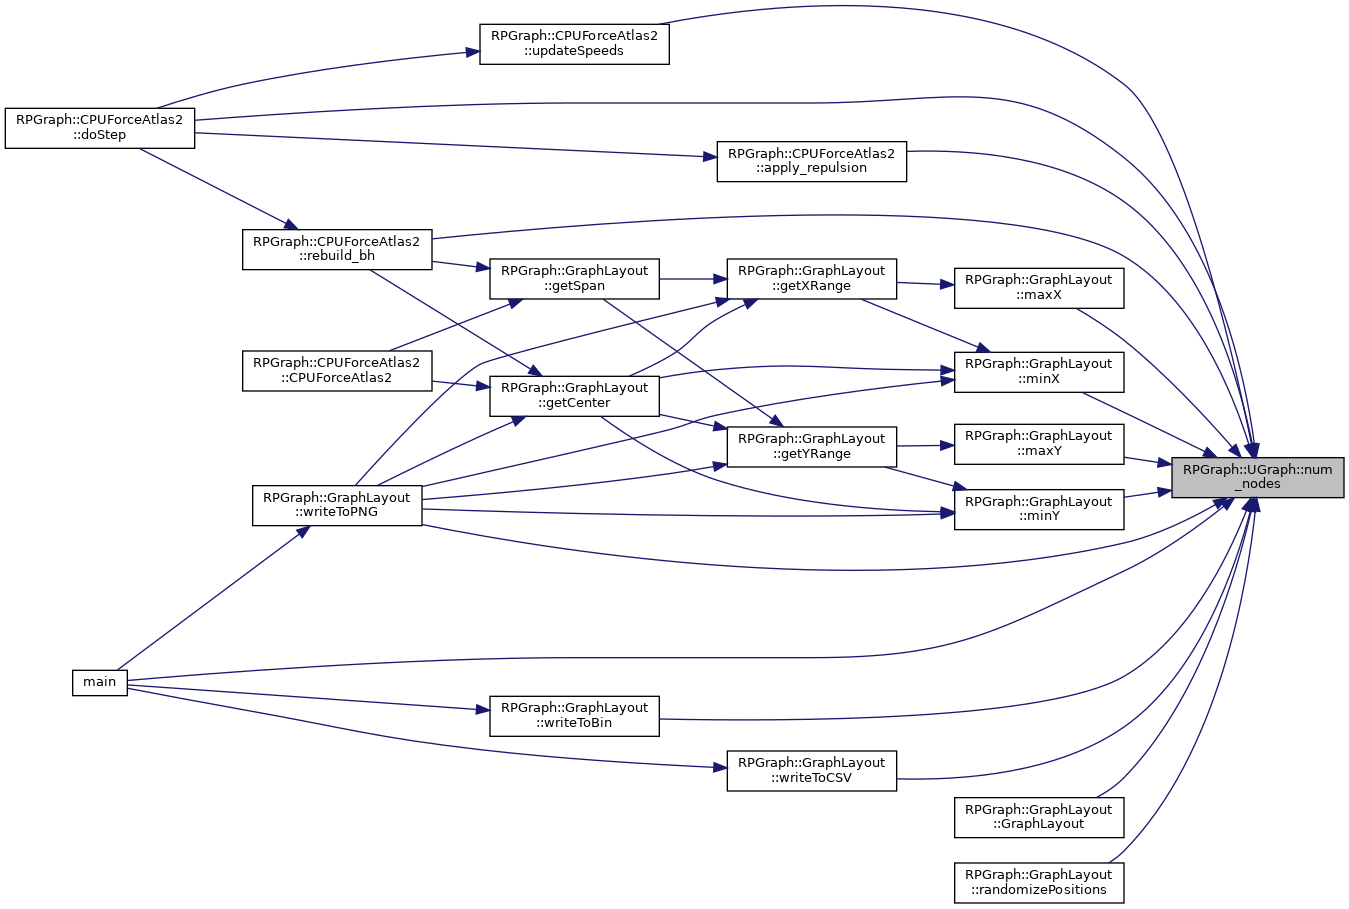 RPGraph::CPUForceAtlas2
::updateSpeeds
RPGraph::CPUForceAtlas2
::doStep
RPGraph::CPUForceAtlas2
::apply_repulsion
RPGraph::CPUForceAtlas2
::rebuild_bh
RPGraph::GraphLayout
::getSpan
RPGraph::GraphLayout
::getXRange
RPGraph::GraphLayout
::maxX
RPGraph::CPUForceAtlas2
::CPUForceAtlas2
RPGraph::GraphLayout
::getCenter
RPGraph::GraphLayout
::minX
RPGraph::GraphLayout
::getYRange
RPGraph::GraphLayout
::maxY
RPGraph::UGraph::num
_nodes
RPGraph::GraphLayout
::writeToPNG
RPGraph::GraphLayout
::minY
main
RPGraph::GraphLayout
::writeToBin
RPGraph::GraphLayout
::writeToCSV
RPGraph::GraphLayout
::GraphLayout
RPGraph::GraphLayout
::randomizePositions